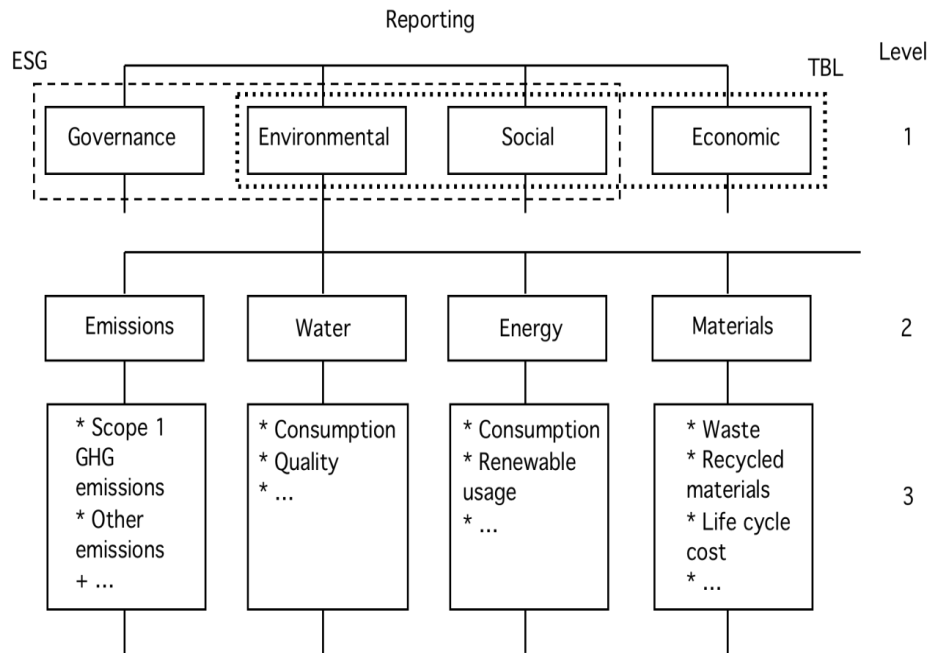 Reporting
ESG
TBL
Level
Governance
Environmental
Social
Economic
1
Emissions
Water
Energy
Materials
2
* Scope 1
GHG
emissions
* Other
emissions
+ ...
* Consumption
* Quality
* ...
* Consumption
* Renewable
usage
* ...
* Waste
* Recycled
materials
* Life cycle
cost
* ...
3